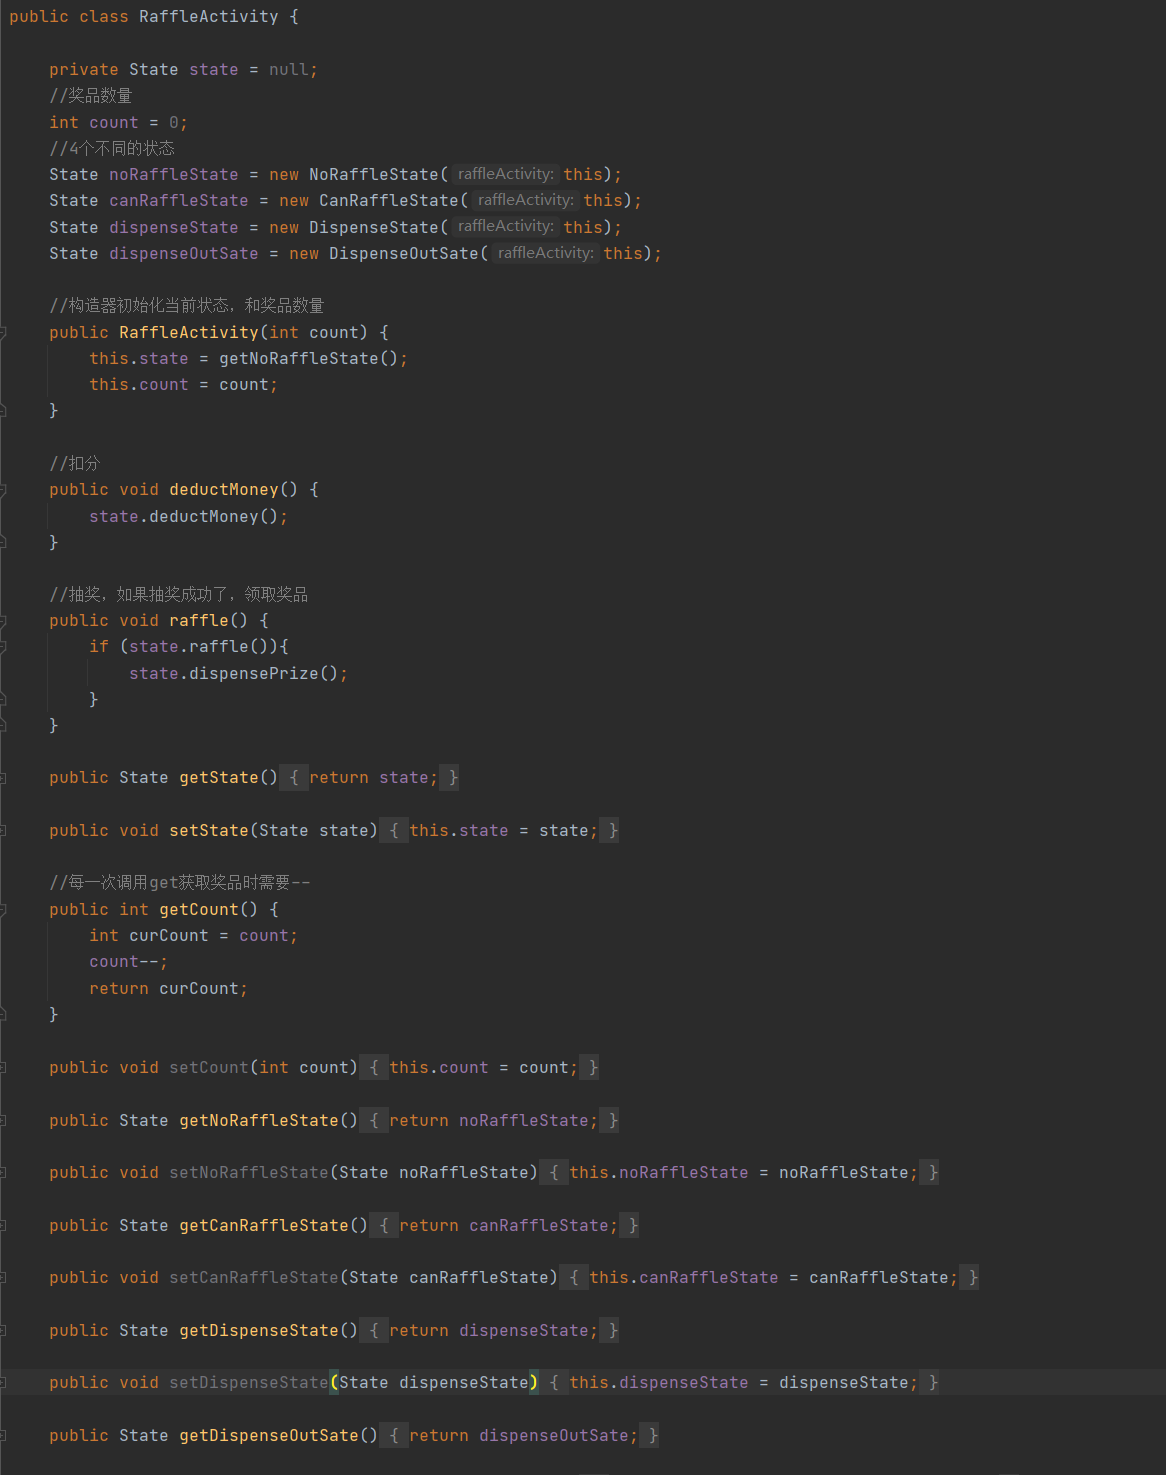 public class RaffleActivity {
private State state = null;
//奖品数量
int count = 0;
//4个不同的状态
State noRaffleState = new NoRaffleState( raffleActivity: this);
State canRaffleState = new CanRaffleState( raffleActivity: this);
State dispenseState = new DispenseState( raffleActivity: this);
State dispenseOutSate = new DispenseOutSate( raffleActivity: this);
//构造器初始化当前状态，和奖品数量
public RaffleActivity(int count) {
this.state = getNoRaffleState();
this.count = count;
}
//扣分
public void deductMoney() {
state.deductMoney();
}
//抽奖，如果抽奖成功了，领取奖品
public void raffle() {
if (state.raffle()){
state.dispensePrize();
}
}
public State getState() { return state; }
public void setState(State state) { this.state = state; }
//每一次调用get获取奖品时需要--
public int getCount() {
int curCount = count;
count--;
return curCount;
}
public void setCount(int count) { this.count = count; }
public State getNoRaffleState() { return noRaffleState; }
public void setNoRaffleState(State noRaffleState) { this.noRaffleState = noRaffleState; }
public State getCanRaffleState() { return canRaffleState; }
public void setCanRaffleState(State canRaffleState) { this.canRaffleState = canRaffleState; }
public State getDispenseState() { return dispenseState; }
public void setDispenseState(State dispenseState) { this.dispenseState = dispenseState; }
public State getDispenseOutSate() { return dispenseOutSate; }